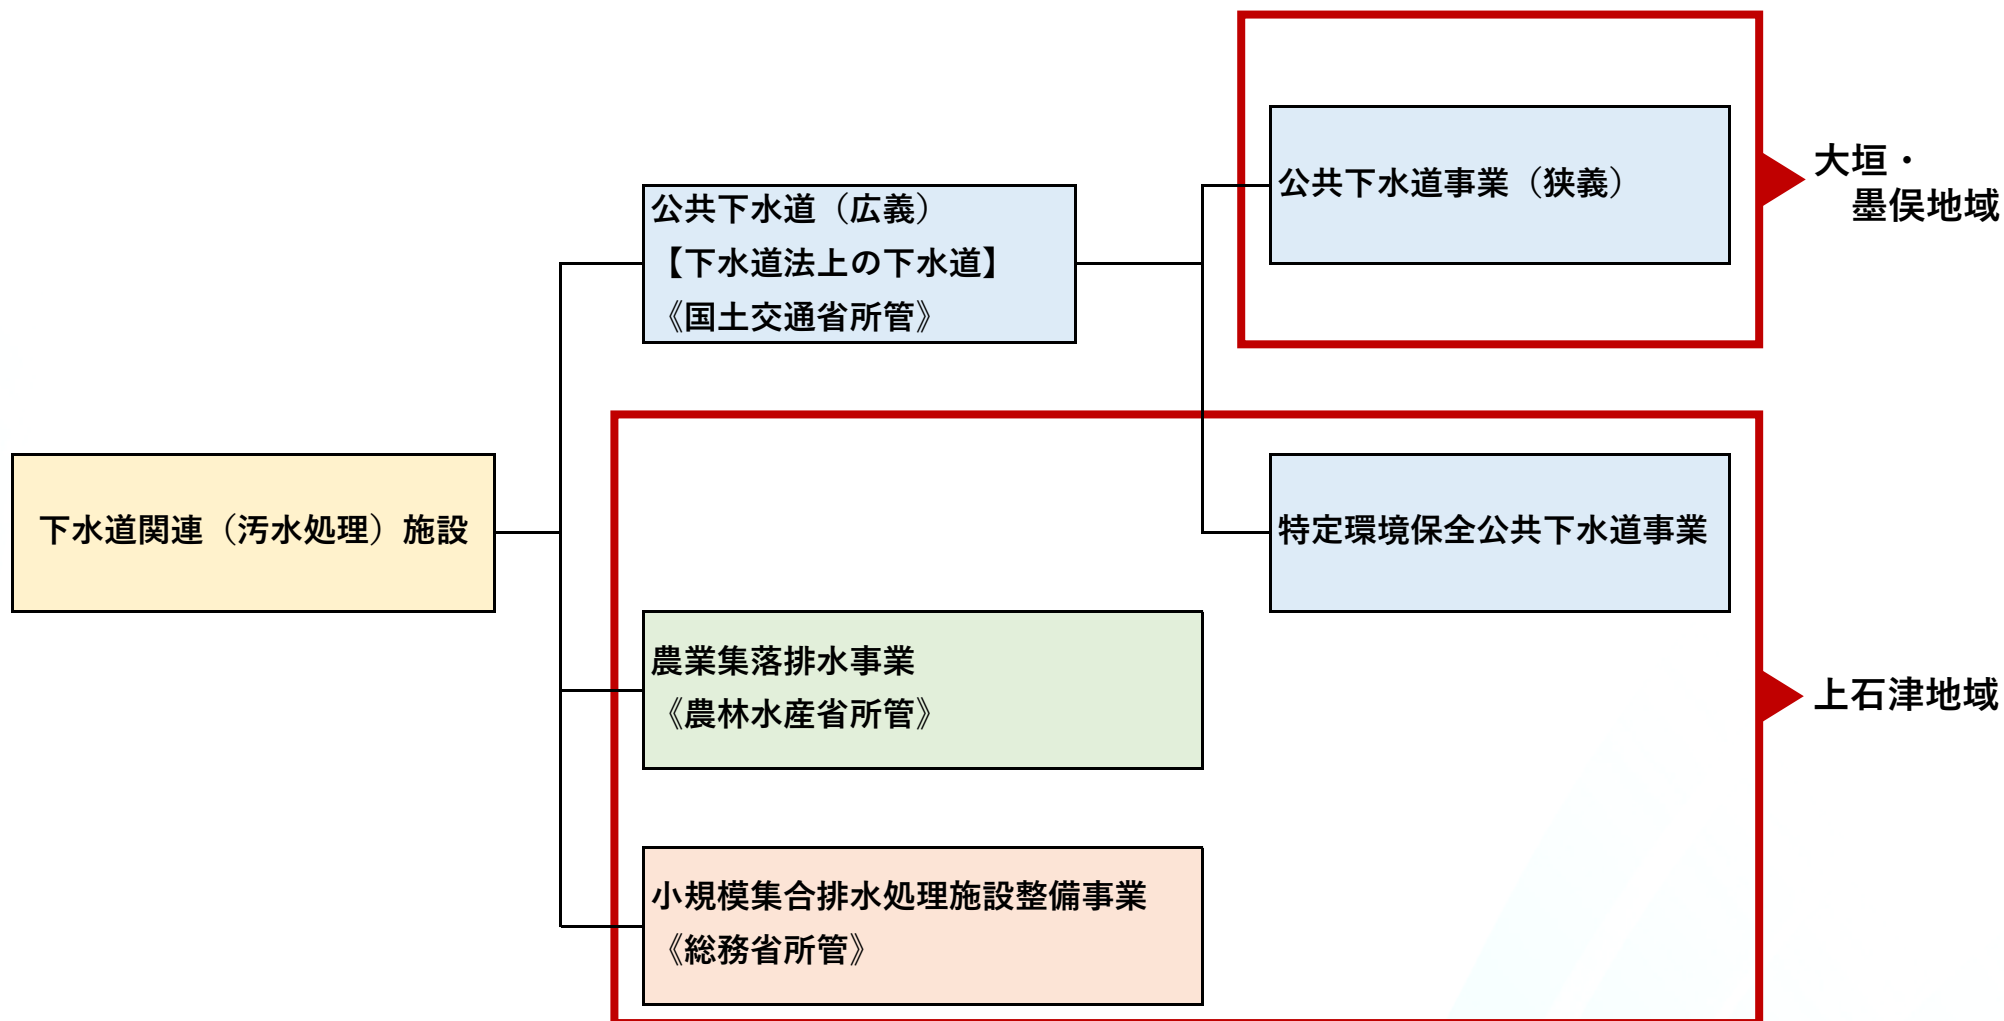 公共下水道事業（狭義）
大垣・
墨俣地域
公共下水道（広義）
【下水道法上の下水道】
《国土交通省所管》
下水道関連（汚水処理）施設
特定環境保全公共下水道事業
農業集落排水事業
《農林水産省所管》
上石津地域
小規模集合排水処理施設整備事業
《総務省所管》